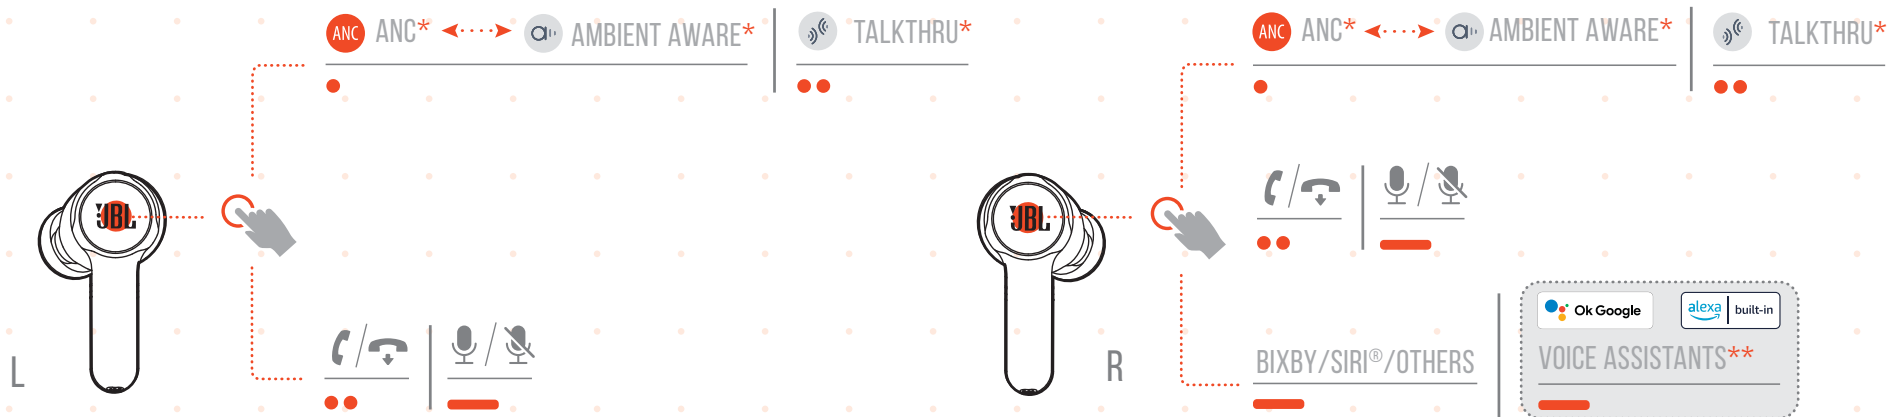 ANC ANC* AMBIENT AWARE* TALKTHRU*
JBL
L
ANC ANC* AMBIENT AWARE* TALKTHRU*
JBL
R
Ok Google alexa built-in
BIXBY/SIRI®/OTHERS VOICE ASSISTANTS**